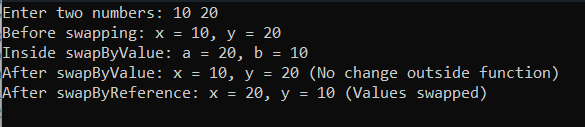 Enter two numbers: 10 20
Before swapping: x = 10, y = 20
Inside swapByValue: a = 20, b = 10
After swapByValue: x = 10, y = 20 (No change outside function)
After swapByReference: x = 20, y = 10 (Values swapped)